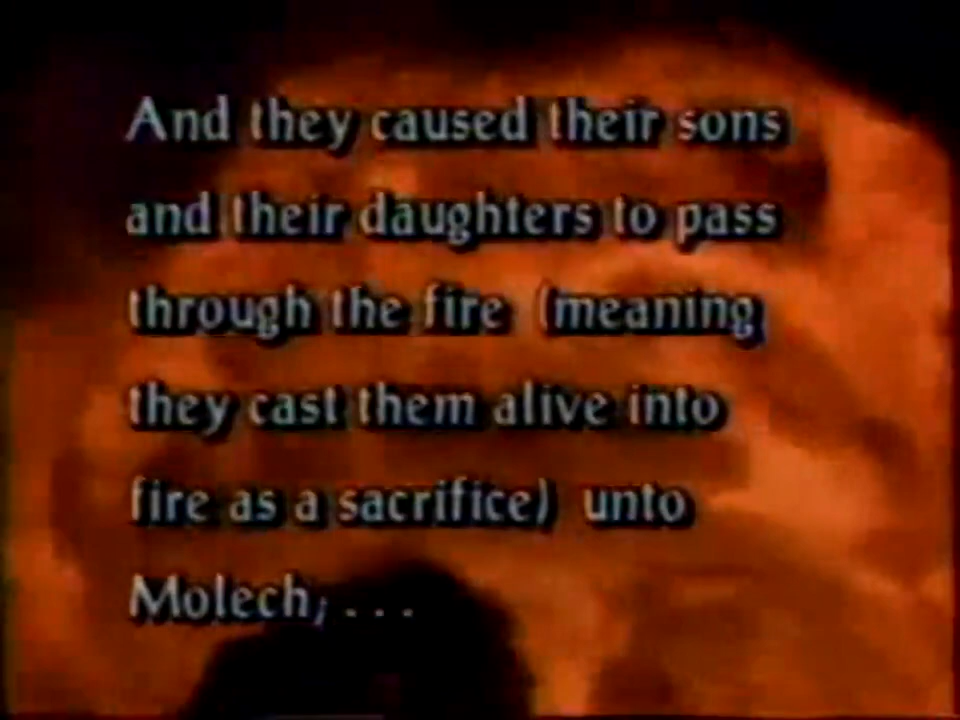 And they caused their sons
and their daughters to pass
through the fire (meaning
they cast them alive into
fire as a sacrifice) unto
Molech; . . .